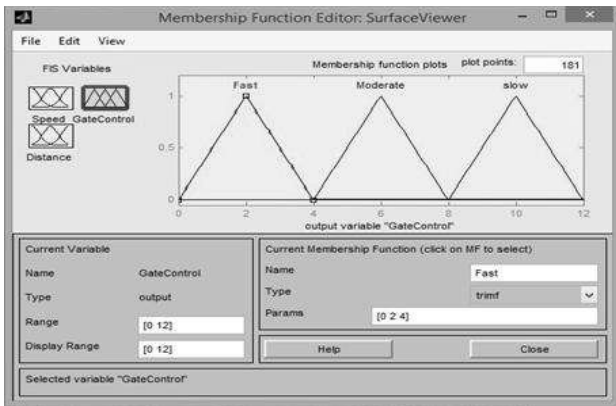 Membership Function Editor: SurfaceViewer
File Edit View
FIS Variables
Speed GateControl
Distance
Membership function plots plot points: 181
Fast Moderate slow
1
0.5
0
0 2 4 6 8 10 12
output variable "GateControl"
Current Variable
Name GateControl
Type output
Range [0 12]
Display Range [0 12]
Current Membership Function (click on MF to select)
Name Fast
Type trimf
Params [0 2 4]
Help Close
Selected variable "GateControl"